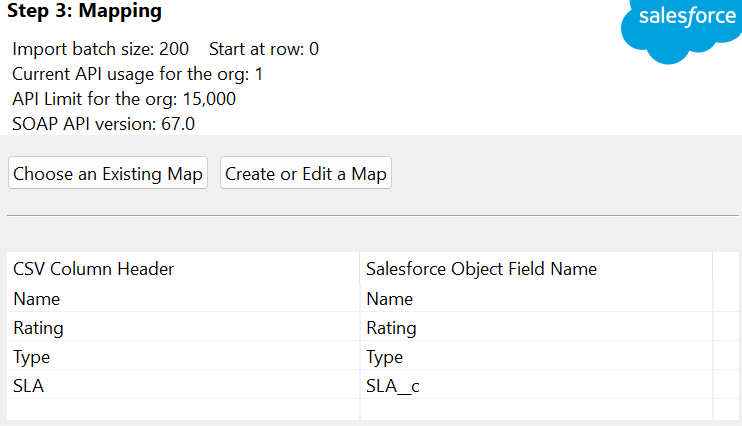 Step 3: Mapping
salesforce
Import batch size: 200 Start at row: 0
Current API usage for the org: 1
API Limit for the org: 15,000
SOAP API version: 67.0
Choose an Existing Map Create or Edit a Map
CSV Column Header Salesforce Object Field Name
Name Name
Rating Rating
Type Type
SLA SLA__c